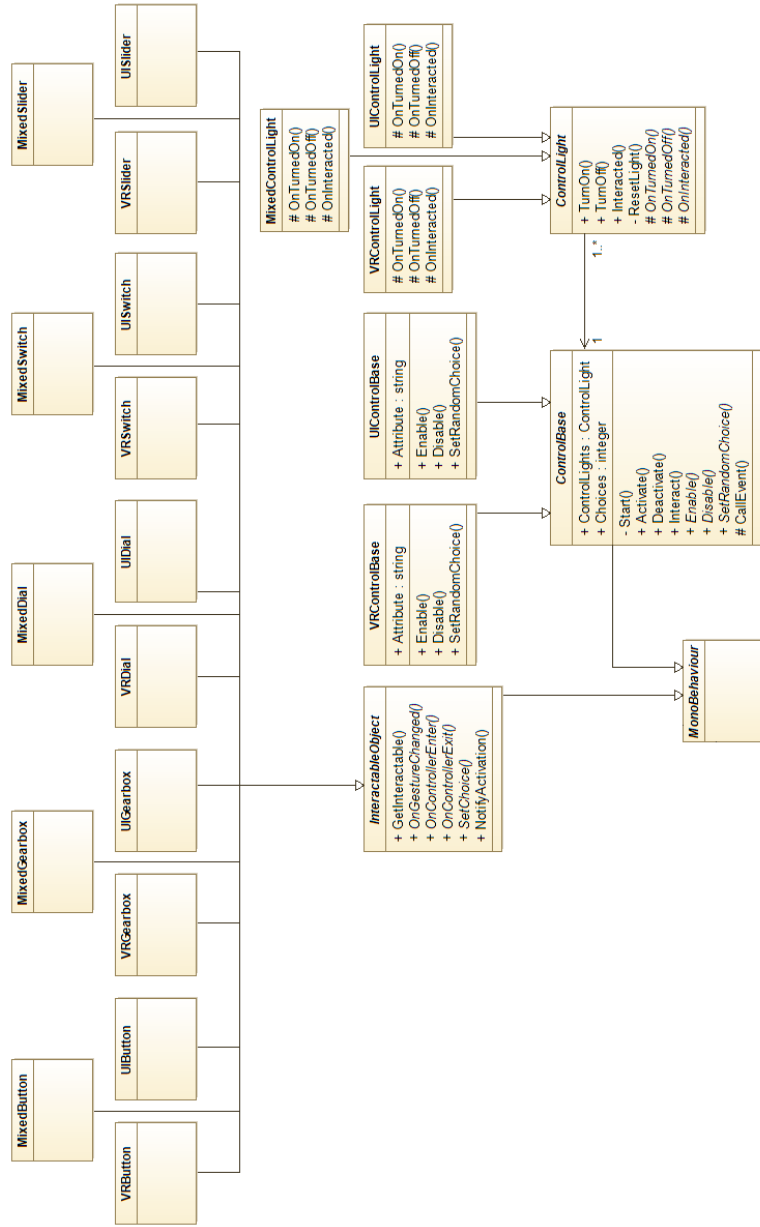 MixedButton
MixedGearbox
MixedDial
MixedSwitch
MixedSlider
VRButton
UIButton
VRGearbox
UIGearbox
VRDial
UIDial
VRSwitch
UISwitch
VRSlider
UISlider
MixedControlLight
# OnTurnedOn()
# OnTurnedOff()
# OnInteracted()
InteractableObject
+ GetInteractable()
+ OnGestureChanged()
+ OnControllerEnter()
+ OnControllerExit()
+ SetChoice()
+ NotifyActivation()
VRControlBase
+ Attribute : string
+ Enable()
+ Disable()
+ SetRandomChoice()
UIControlBase
+ Attribute : string
+ Enable()
+ Disable()
+ SetRandomChoice()
VRControlLight
# OnTurnedOn()
# OnTurnedOff()
# OnInteracted()
UIControlLight
# OnTurnedOn()
# OnTurnedOff()
# OnInteracted()
ControlBase
+ ControlLights : ControlLight
+ Choices : integer
- Start()
+ Activate()
+ Deactivate()
+ Interact()
+ Enable()
+ Disable()
+ SetRandomChoice()
# CallEvent()
1
1..*
ControlLight
+ TurnOn()
+ TurnOff()
+ Interacted()
- ResetLight()
# OnTurnedOn()
# OnTurnedOff()
# OnInteracted()
MonoBehaviour